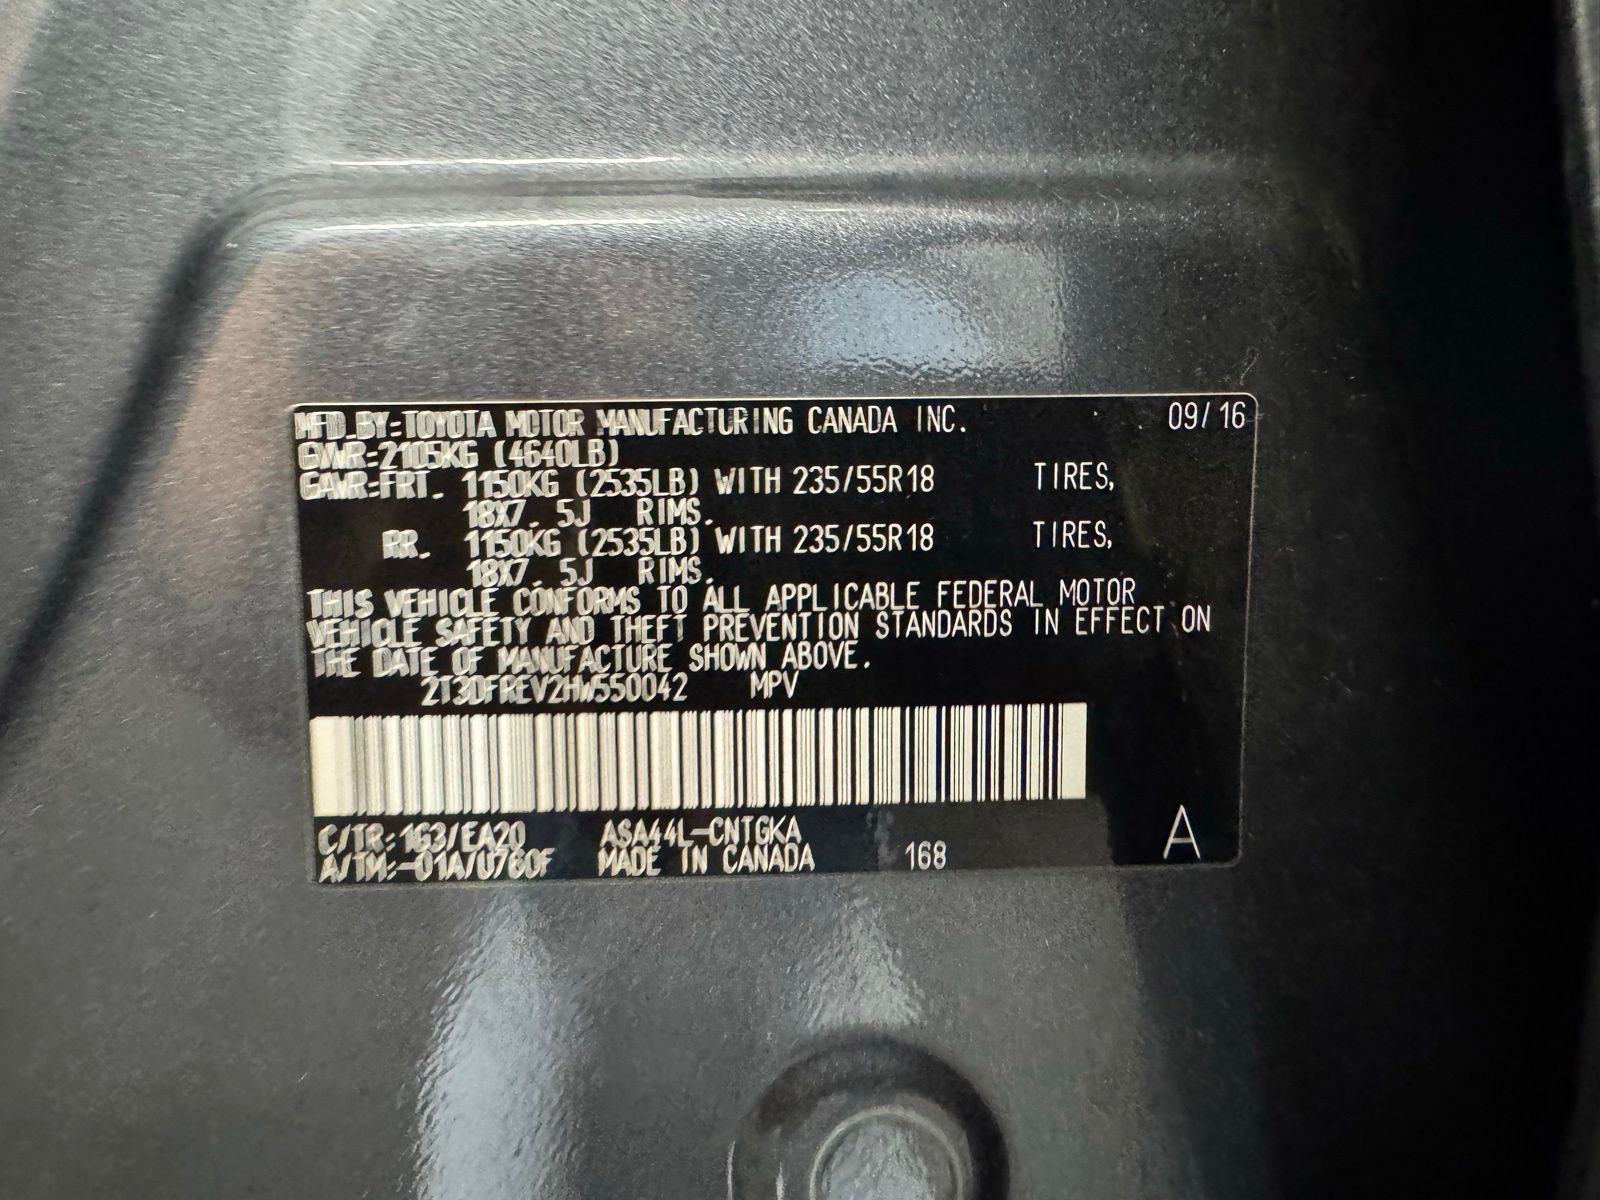 MFD.BY:TOYOTA MOTOR MANUFACTURING CANADA INC. 09/16
GVWR:2105KG (4640LB)
GAWR:FRT. 1150KG (2535LB) WITH 235/55R18 TIRES,
18X7.5J RIMS.
RR. 1150KG (2535LB) WITH 235/55R18 TIRES,
18X7.5J RIMS.
THIS VEHICLE CONFORMS TO ALL APPLICABLE FEDERAL MOTOR
VEHICLE SAFETY AND THEFT PREVENTION STANDARDS IN EFFECT ON
THE DATE OF MANUFACTURE SHOWN ABOVE.
2T3DFREV2HW550042 MPV
C/TR:1G3/EA20 ASA44L-CNTGKA
A/TM:-01A/U760F MADE IN CANADA 168 A